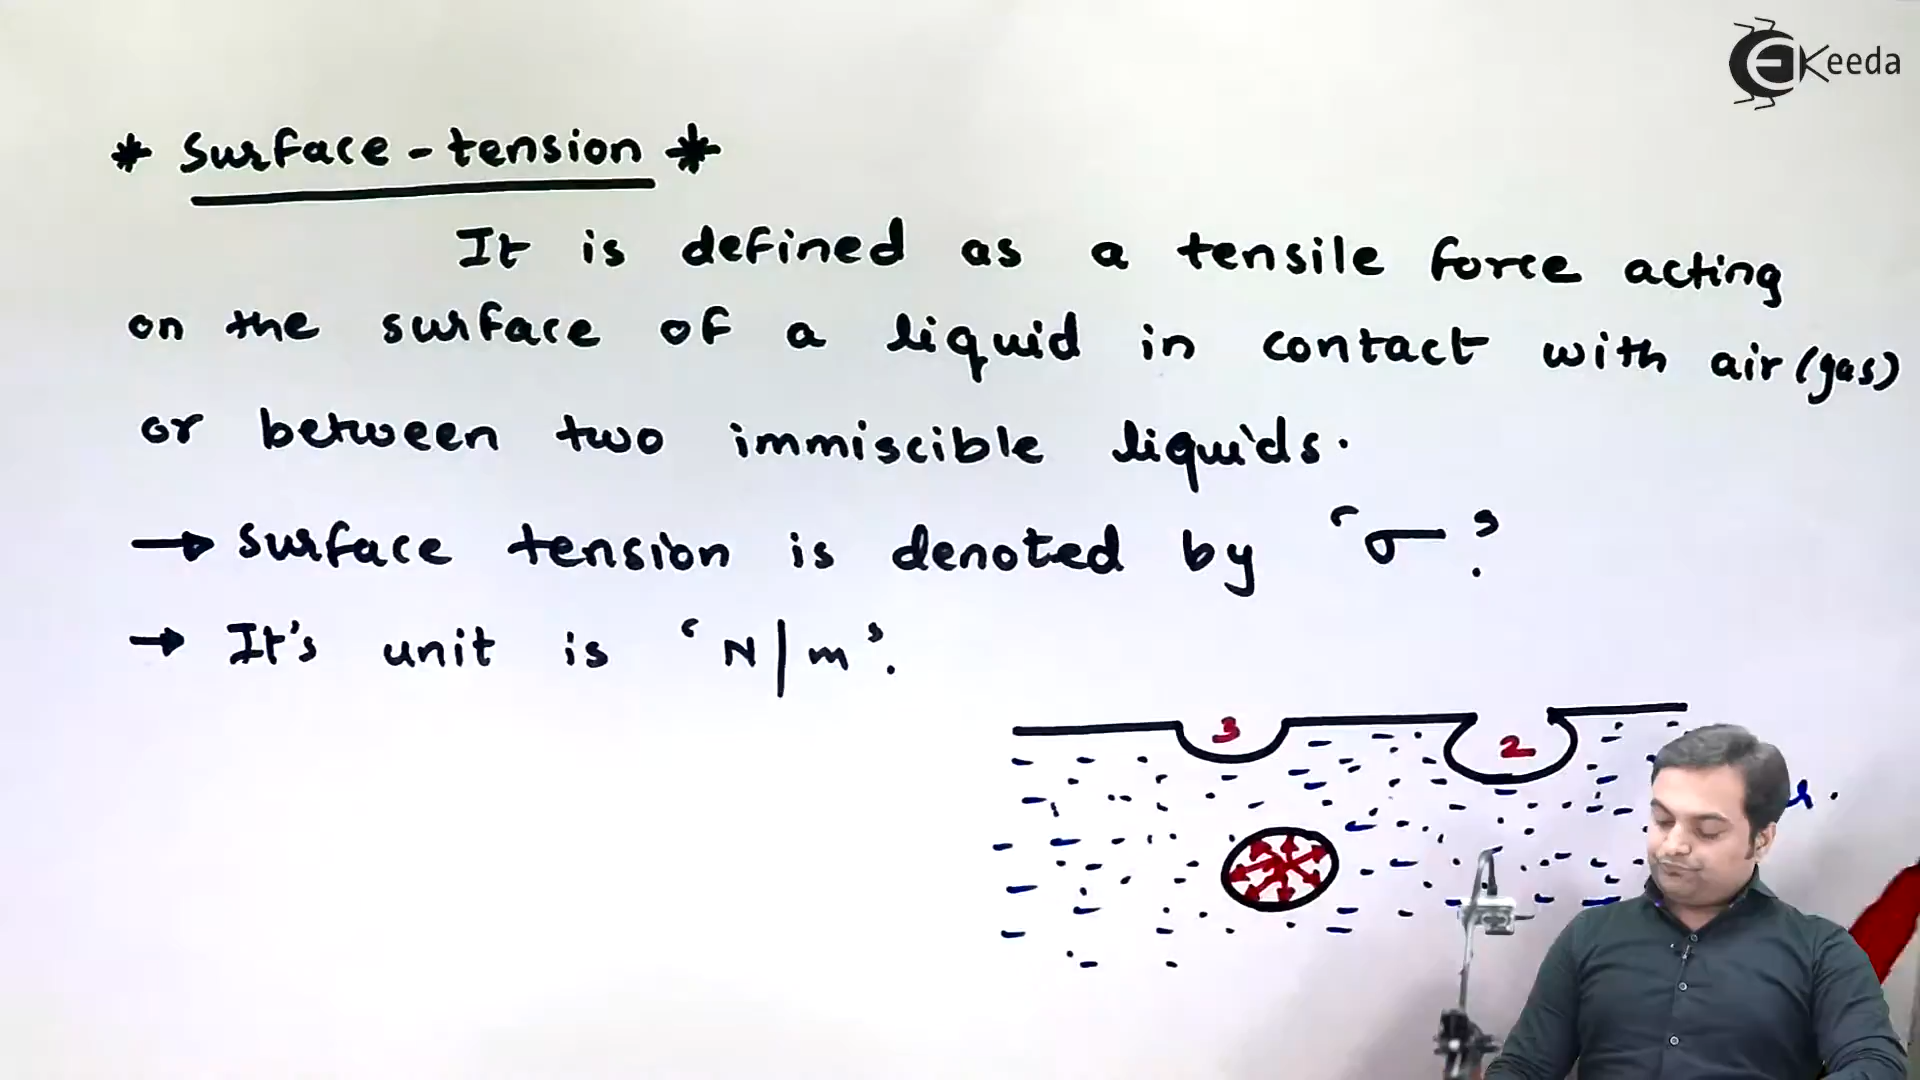 EKeeda
* Surface-tension *
It is defined as a tensile force acting
on the surface of a liquid in contact with air (gas)
or between two immiscible liquids.
→ Surface tension is denoted by ‘σ’.
→ It's unit is ‘N|m’.
3
2